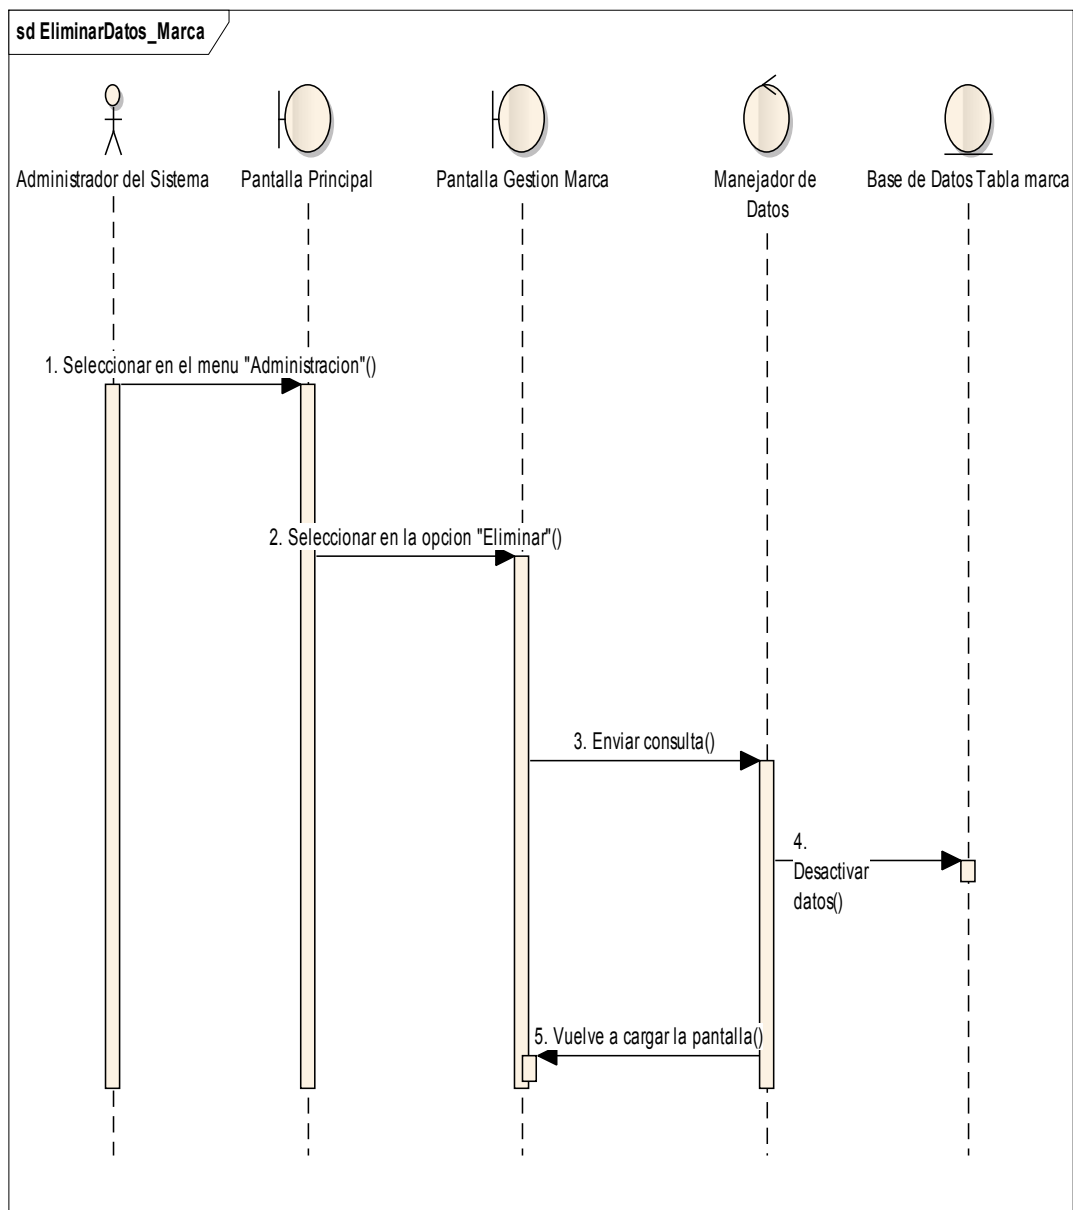 sd EliminarDatos_Marca
Administrador del Sistema
Pantalla Principal
Pantalla Gestion Marca
Manejador de
Datos
Base de Datos Tabla marca
1. Seleccionar en el menu "Administracion"()
2. Seleccionar en la opcion "Eliminar"()
3. Enviar consulta()
4.
Desactivar
datos()
5. Vuelve a cargar la pantalla()